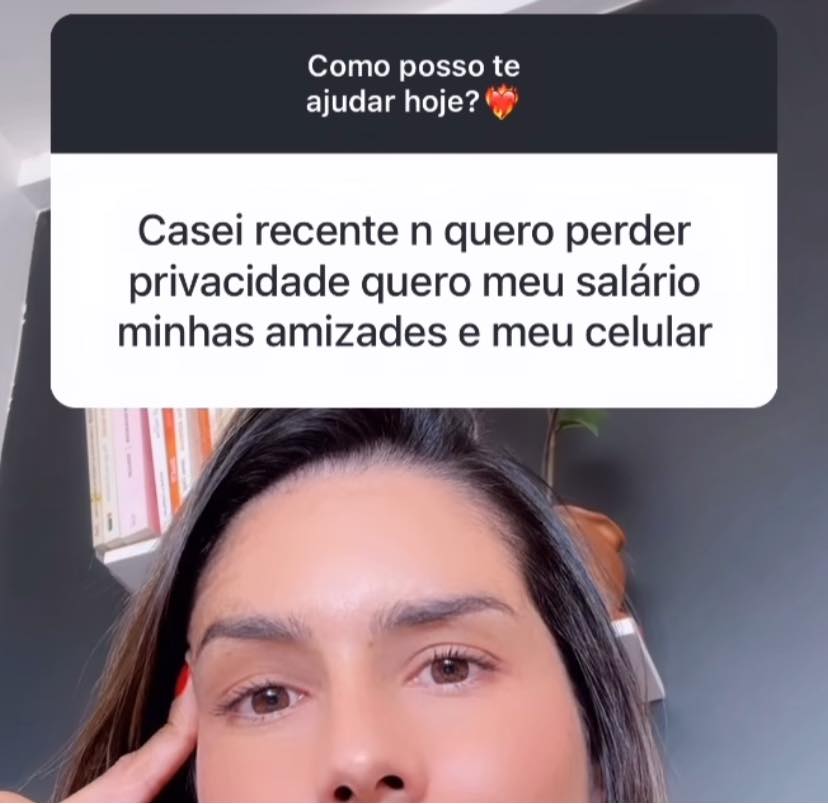 Como posso te
ajudar hoje?❤️‍🔥
Casei recente n quero perder
privacidade quero meu salário
minhas amizades e meu celular